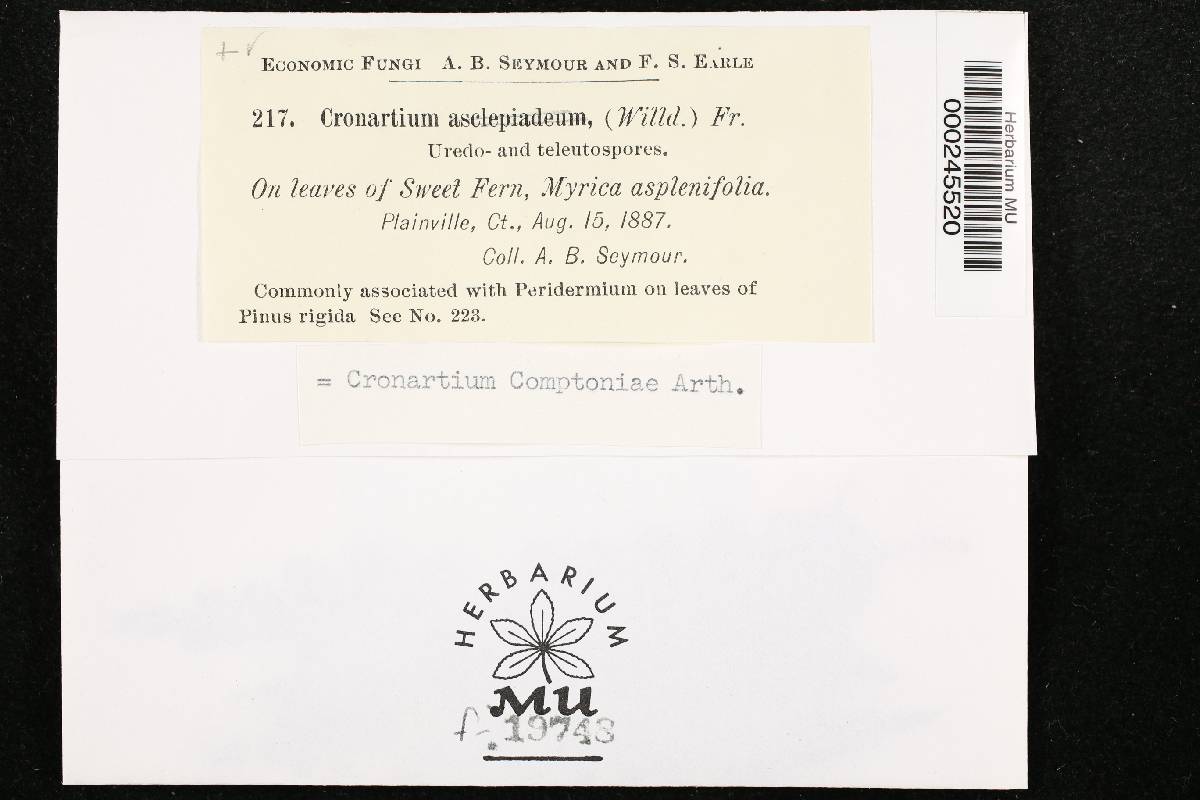 Economic Fungi A. B. Seymour and F. S. Earle
217. Cronartium asclepiadeum, (Willd.) Fr.
Uredo- and teleutospores.
On leaves of Sweet Fern, Myrica asplenifolia.
Plainville, Ct., Aug. 15, 1887.
Coll. A. B. Seymour.
Commonly associated with Peridermium on leaves of
Pinus rigida See No. 223.
= Cronartium Comptoniae Arth.
Herbarium MU
000245520
HERBARIUM
MU
f. 19748